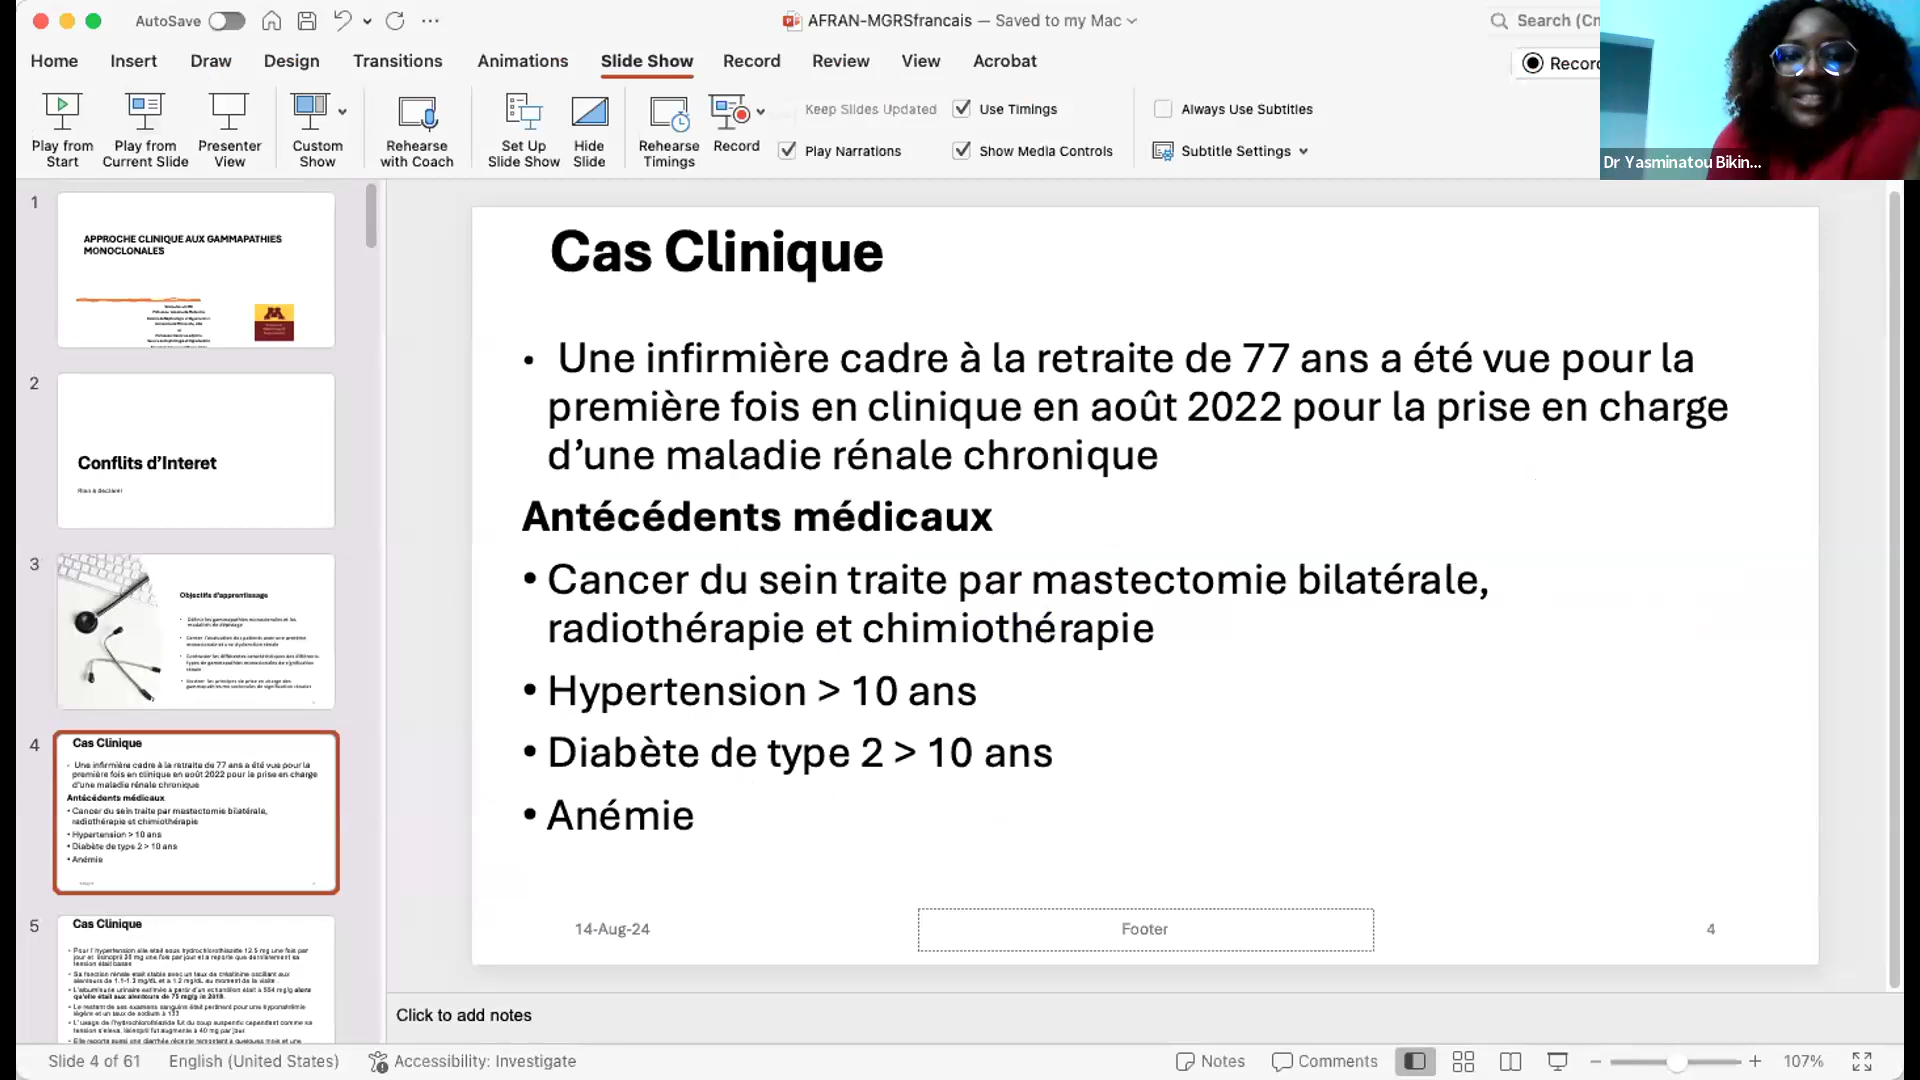 AutoSave
AFRAN-MGRSfrancais — Saved to my Mac
Search (Cm
Home Insert Draw Design Transitions Animations Slide Show Record Review View Acrobat
Record
Play from Start
Play from Current Slide
Presenter View
Custom Show
Rehearse with Coach
Set Up Slide Show
Hide Slide
Rehearse Timings
Record
Keep Slides Updated
Play Narrations
Use Timings
Show Media Controls
Always Use Subtitles
Subtitle Settings
Dr Yasminatou Bikin...
1
APPROCHE CLINIQUE AUX GAMMAPATHIES
MONOCLONALES
2
Conflits d’Interet
3
Objectifs d'apprentissage
4
Cas Clinique
Une infirmière cadre à la retraite de 77 ans a été vue pour la
première fois en clinique en août 2022 pour la prise en charge
d’une maladie rénale chronique
Antécédents médicaux
• Cancer du sein traite par mastectomie bilatérale,
radiothérapie et chimiothérapie
• Hypertension > 10 ans
• Diabète de type 2 > 10 ans
• Anémie
5
Cas Clinique
Cas Clinique
• Une infirmière cadre à la retraite de 77 ans a été vue pour la
première fois en clinique en août 2022 pour la prise en charge
d’une maladie rénale chronique
Antécédents médicaux
• Cancer du sein traite par mastectomie bilatérale,
radiothérapie et chimiothérapie
• Hypertension > 10 ans
• Diabète de type 2 > 10 ans
• Anémie
14-Aug-24
Footer
4
Click to add notes
Slide 4 of 61 English (United States) Accessibility: Investigate Notes Comments 107%